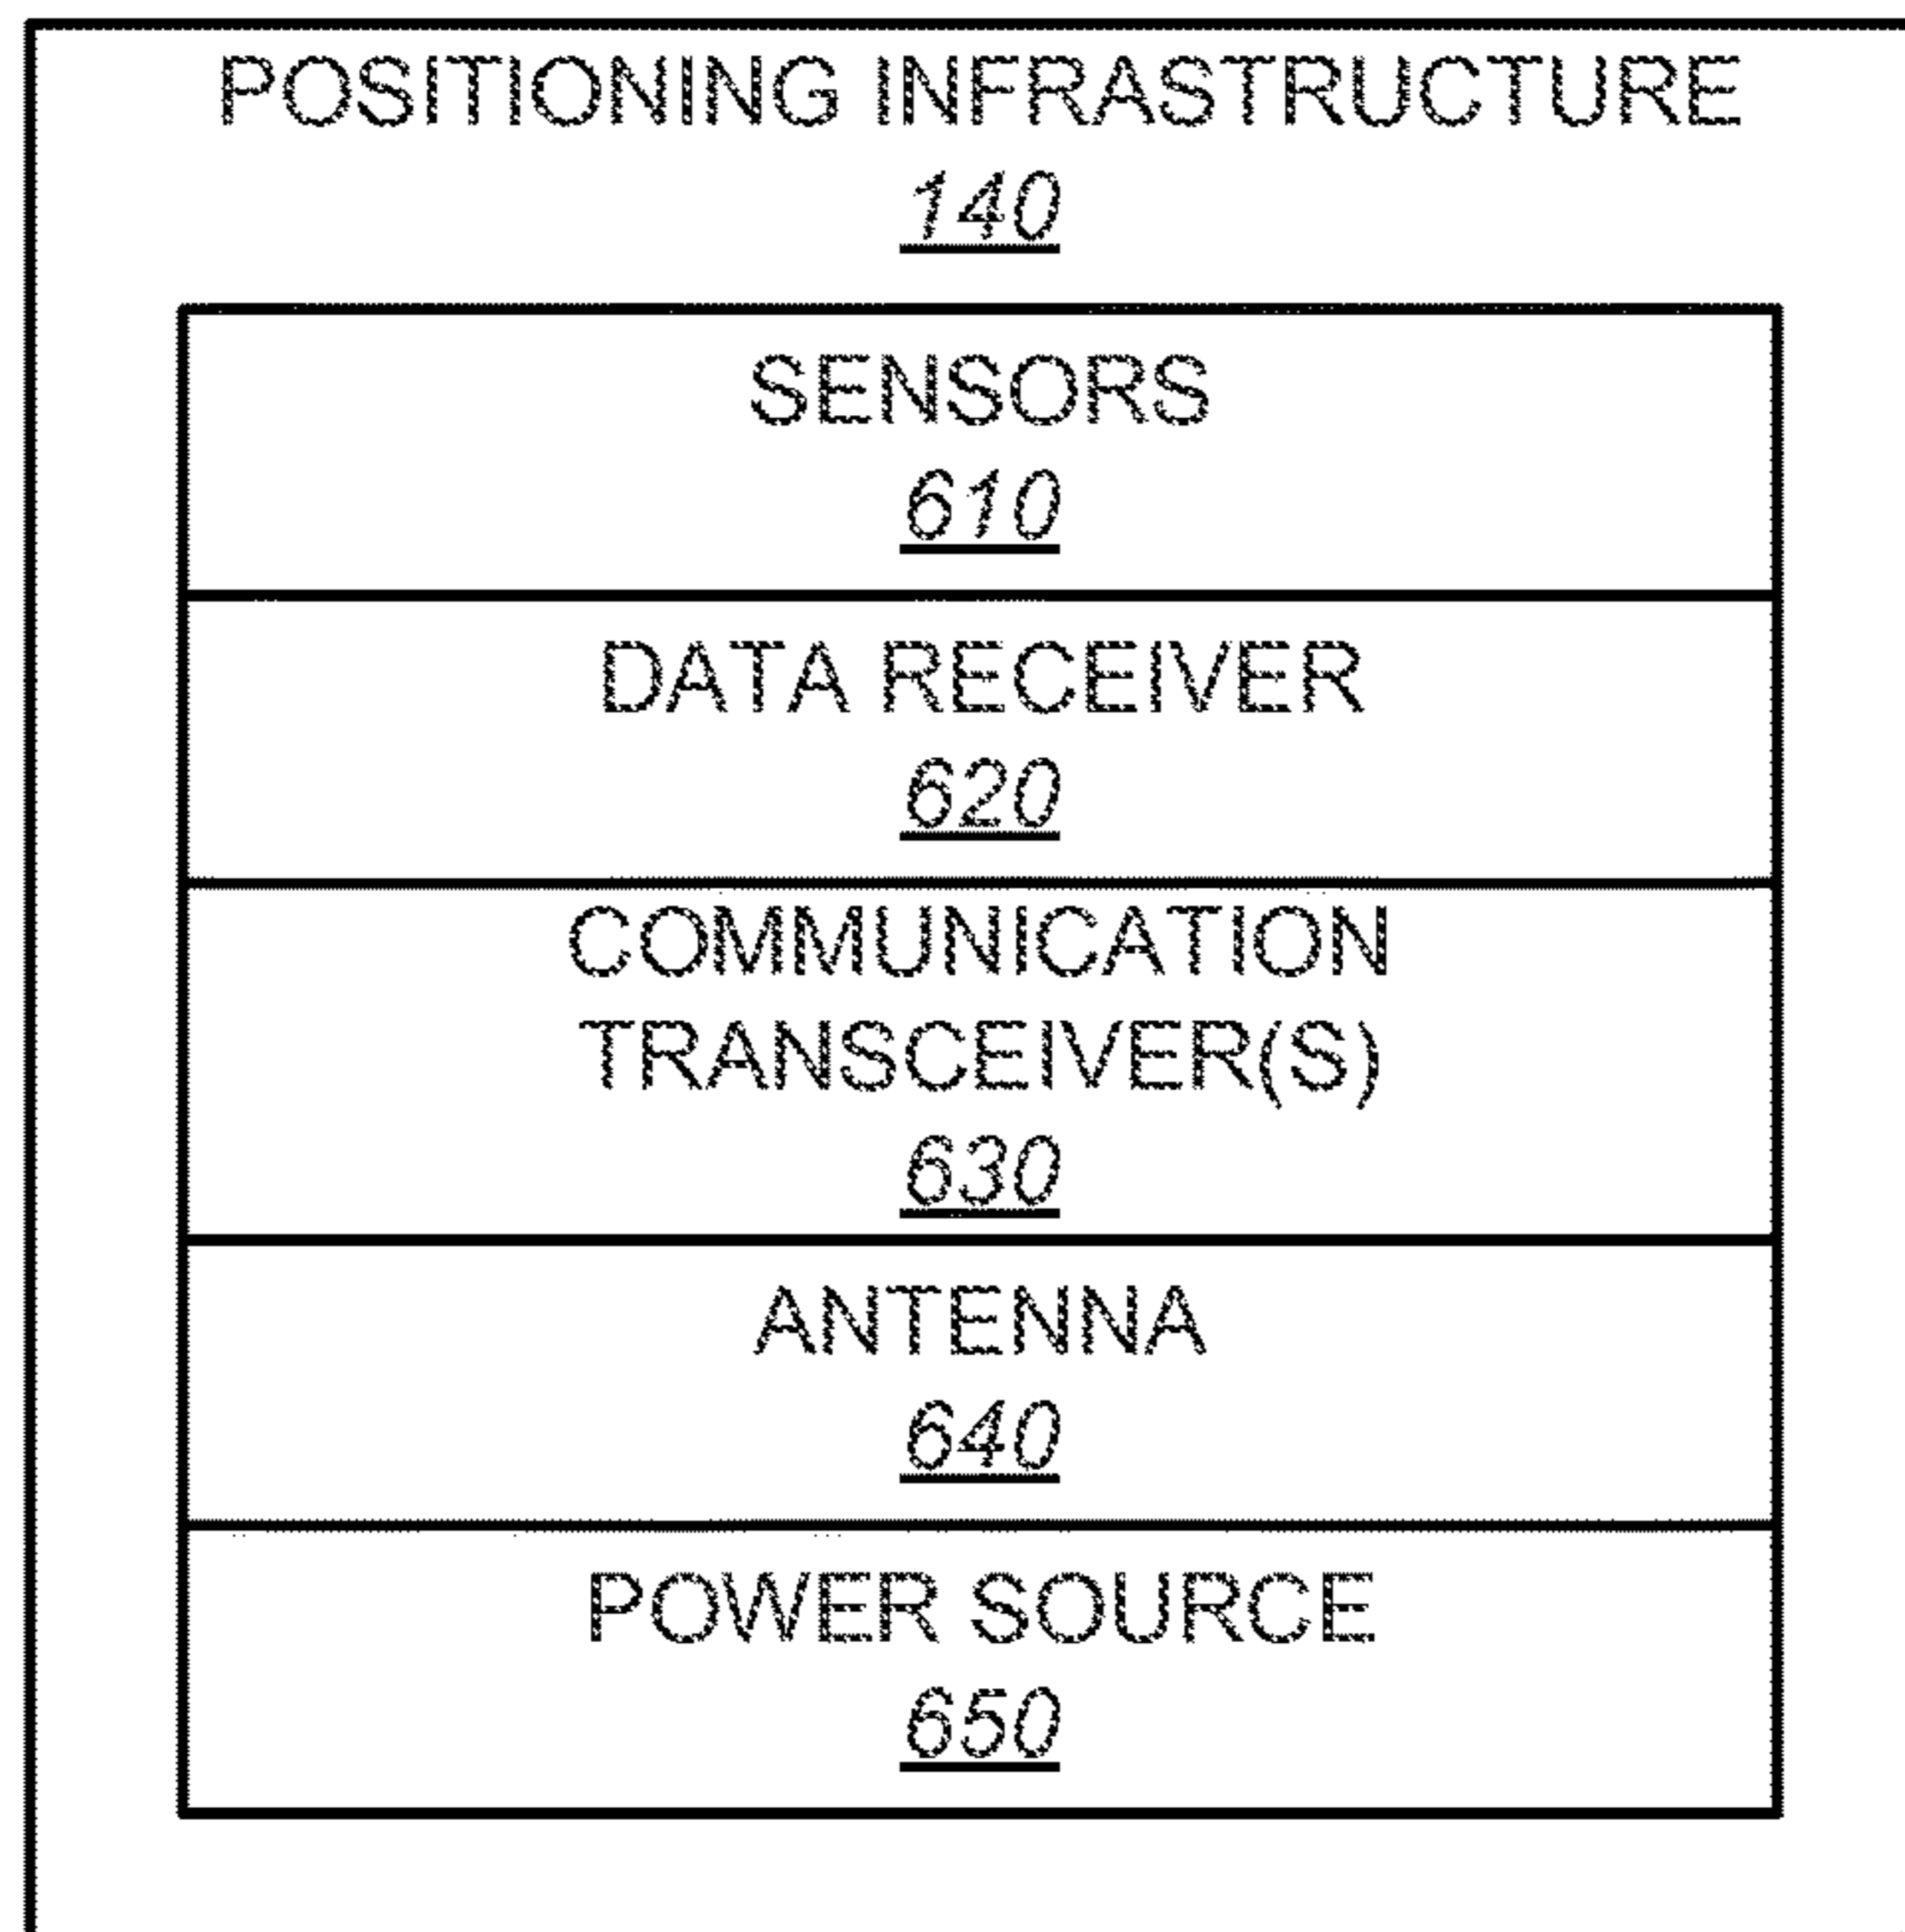 POSITIONING INFRASTRUCTURE
140
SENSORS
610
DATA RECEIVER
620
COMMUNICATION
TRANSCEIVER(S)
630
ANTENNA
640
POWER SOURCE
650